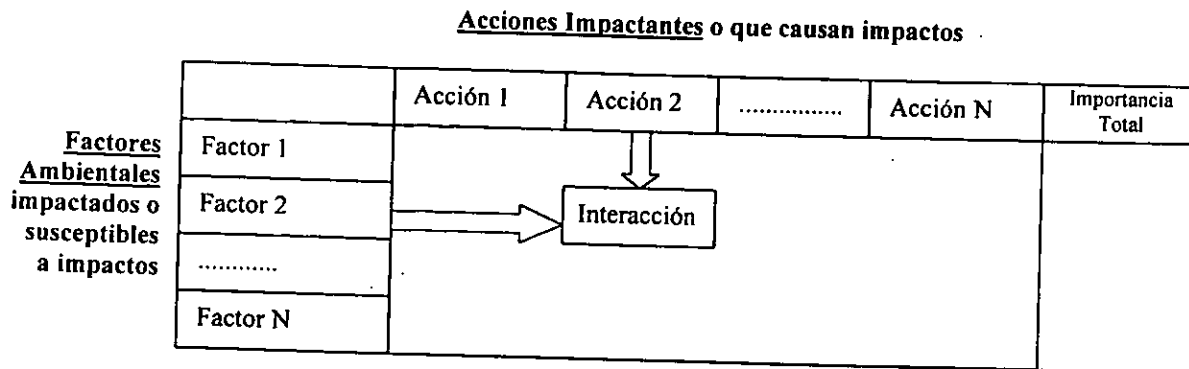 Acciones Impactantes o que causan impactos
Acción 1
Acción 2
...............
Acción N
Importancia
Total
Factores
Ambientales
impactados o
susceptibles
a impactos
Factor 1
Factor 2
............
Factor N
Interacción